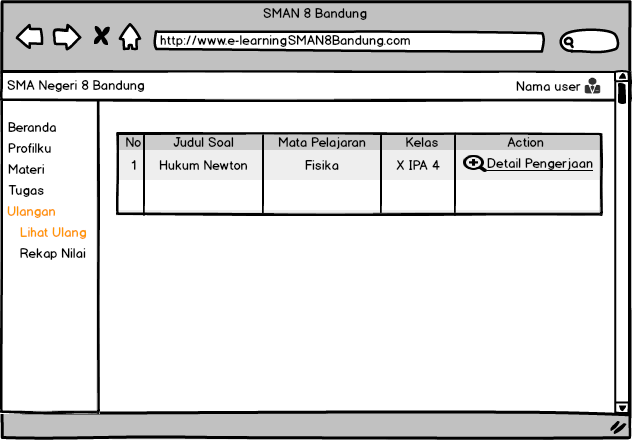 SMAN 8 Bandung
http://www.e-learningSMAN8Bandung.com
SMA Negeri 8 Bandung Nama user
Beranda
Profilku
Materi
Tugas
Ulangan
Lihat Ulang
Rekap Nilai
No Judul Soal Mata Pelajaran Kelas Action
1 Hukum Newton Fisika X IPA 4 Detail Pengerjaan